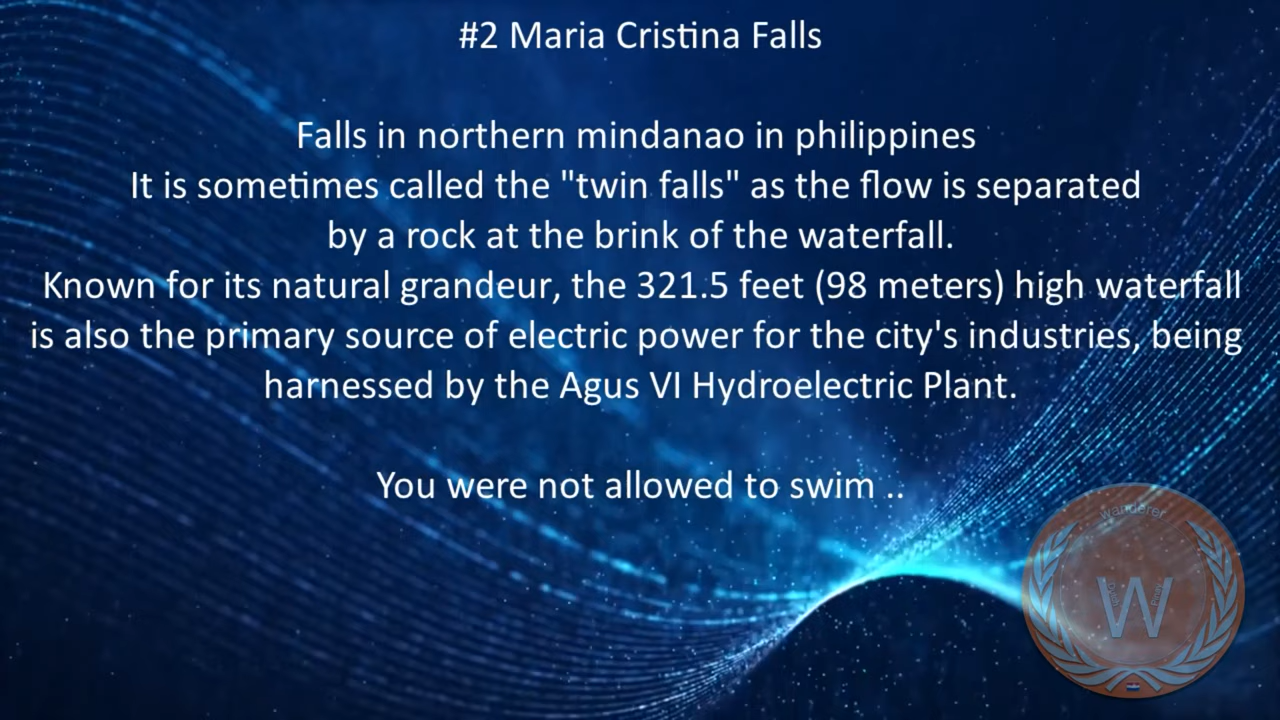 #2 Maria Cristina Falls
Falls in northern mindanao in philippines
It is sometimes called the "twin falls" as the flow is separated
by a rock at the brink of the waterfall.
Known for its natural grandeur, the 321.5 feet (98 meters) high waterfall
is also the primary source of electric power for the city's industries, being
harnessed by the Agus VI Hydroelectric Plant.
You were not allowed to swim ..
wanderer
W